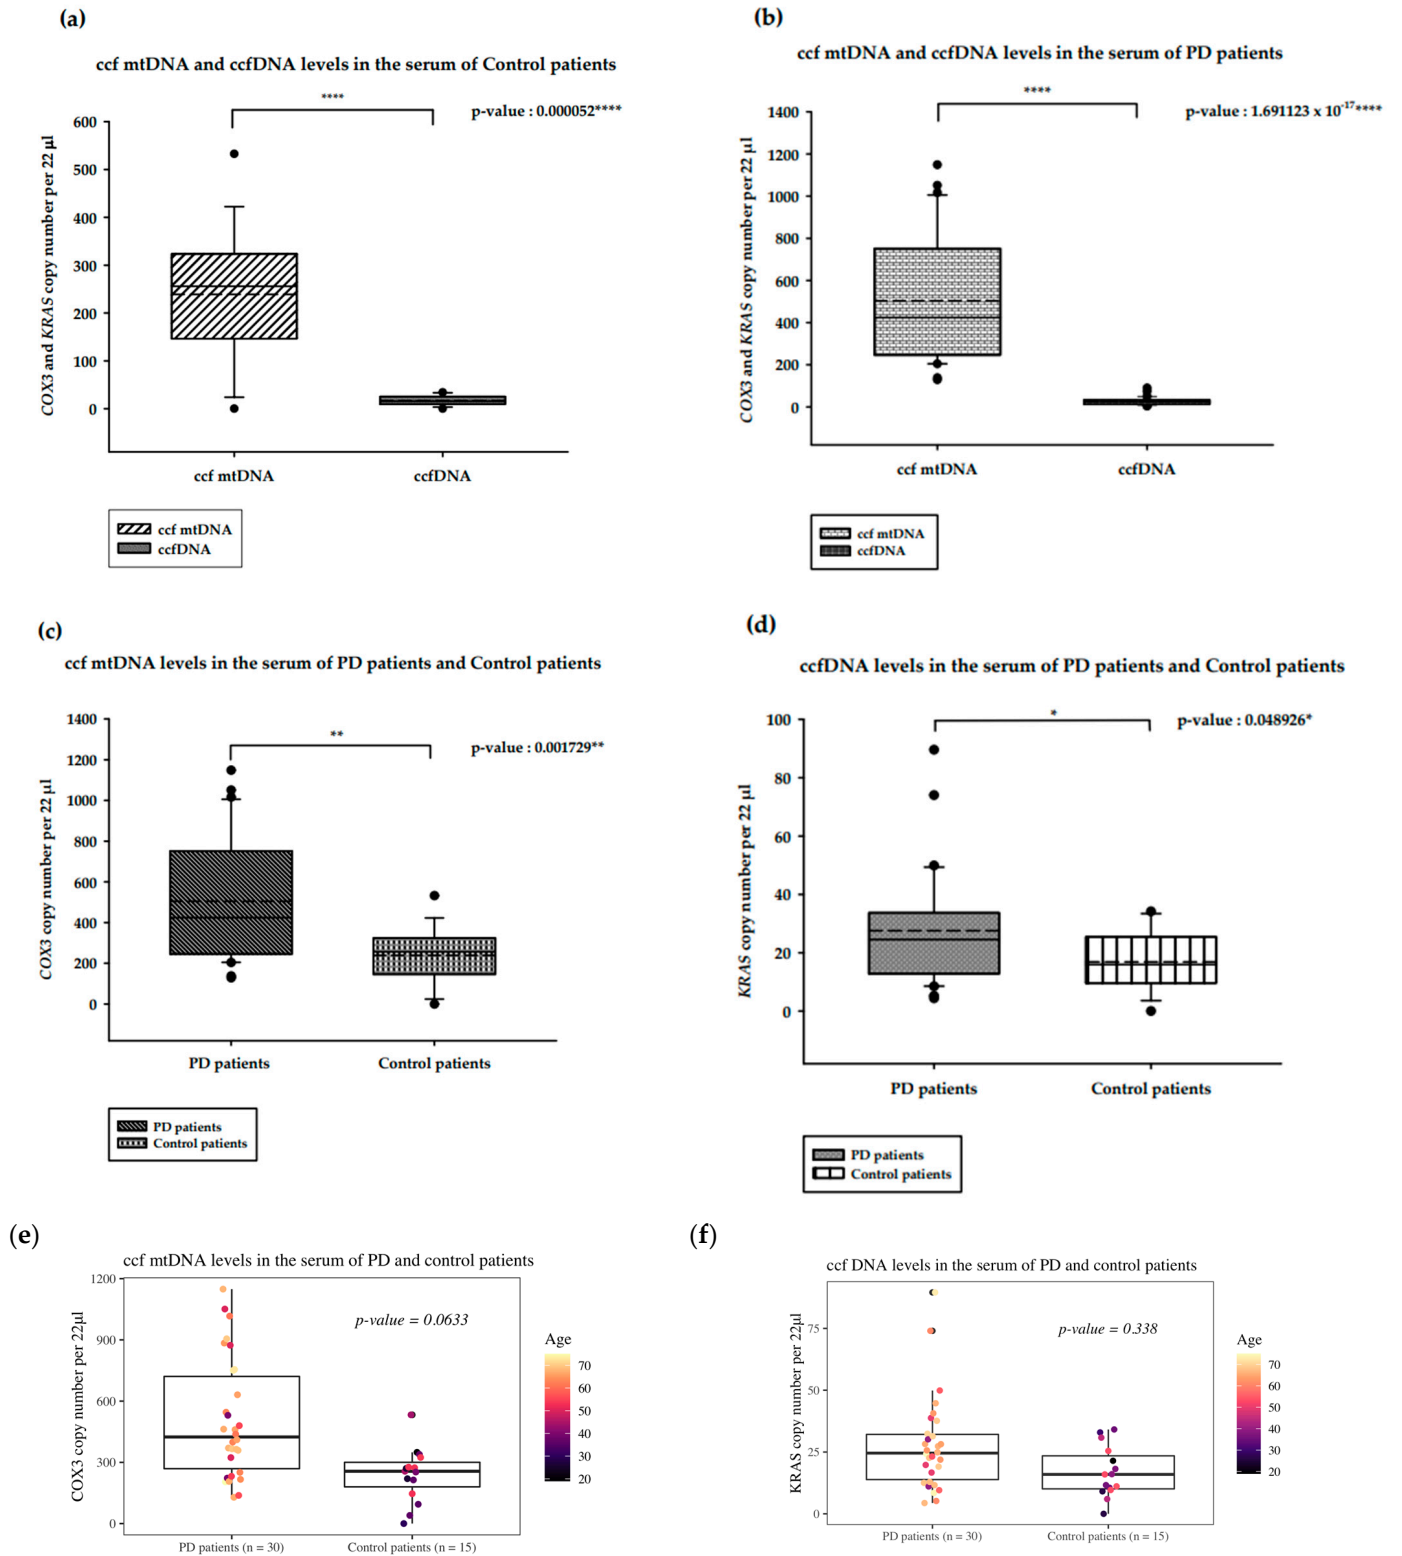 (a)
ccf mtDNA and ccfDNA levels in the serum of Control patients
****
p-value : 0.000052****
COX3 and KRAS copy number per 22 µl
600
500
400
300
200
100
0
ccf mtDNA
ccfDNA
ccf mtDNA
ccfDNA
(b)
ccf mtDNA and ccfDNA levels in the serum of PD patients
****
p-value : 1.691123 x 10-17****
COX3 and KRAS copy number per 22 µl
1400
1200
1000
800
600
400
200
0
ccf mtDNA
ccfDNA
ccf mtDNA
ccfDNA
(c)
ccf mtDNA levels in the serum of PD patients and Control patients
**
p-value : 0.001729**
COX3 copy number per 22 µl
1400
1200
1000
800
600
400
200
0
PD patients
Control patients
PD patients
Control patients
(d)
ccfDNA levels in the serum of PD patients and Control patients
*
p-value : 0.048926*
KRAS copy number per 22 µl
100
80
60
40
20
0
PD patients
Control patients
PD patients
Control patients
(e)
ccf mtDNA levels in the serum of PD and control patients
p-value = 0.0633
COX3 copy number per 22µl
1200
900
600
300
0
PD patients (n = 30)
Control patients (n = 15)
Age
70
60
50
40
30
20
(f)
ccf DNA levels in the serum of PD and control patients
p-value = 0.338
KRAS copy number per 22µl
75
50
25
0
PD patients (n = 30)
Control patients (n = 15)
Age
70
60
50
40
30
20